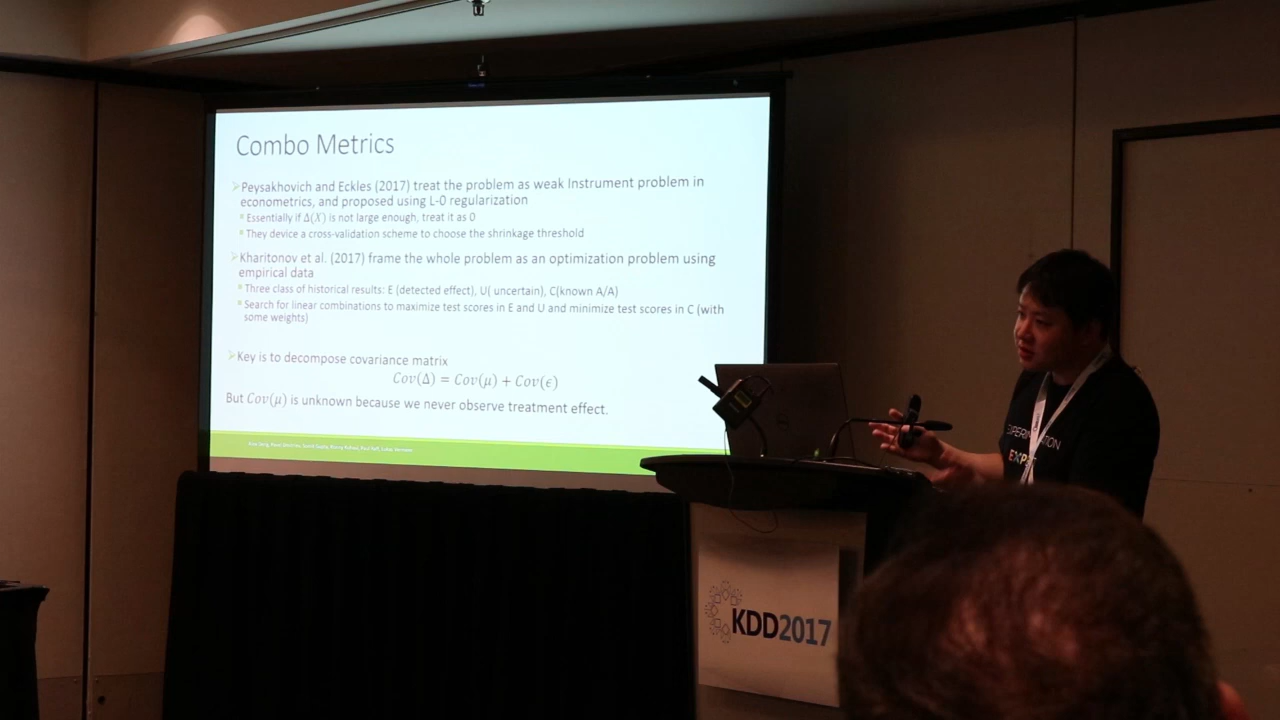 Combo Metrics
Peysakhovich and Eckles (2017) treat the problem as weak Instrument problem in
econometrics, and proposed using L-0 regularization
Essentially if Δ(X) is not large enough, treat it as 0
They device a cross-validation scheme to choose the shrinkage threshold
Kharitonov et al. (2017) frame the whole problem as an optimization problem using
empirical data
Three class of historical results: E (detected effect), U( uncertain), C(known A/A)
Search for linear combinations to maximize test scores in E and U and minimize test scores in C (with
some weights)
Key is to decompose covariance matrix
Cov(Δ) = Cov(μ) + Cov(ϵ)
But Cov(μ) is unknown because we never observe treatment effect.
KDD2017